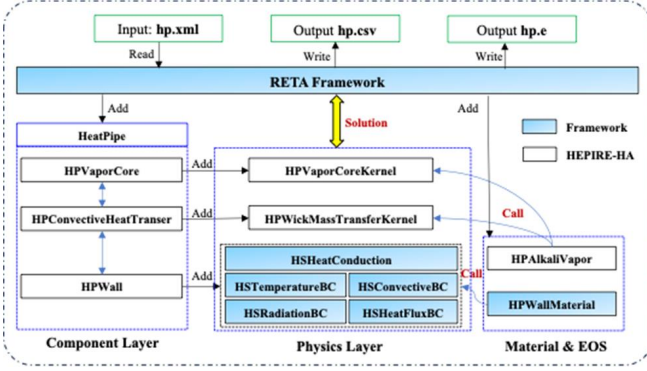 Input: hp.xml
Output hp.csv
Output hp.e
Read
Write
Write
RETA Framework
Add
Solution
Add
Framework
HEPIRE-HA
HeatPipe
HPVaporCore
Add
HPVaporCoreKernel
HPConvectiveHeatTranser
Add
HPWickMassTransferKernel
Call
HSHeatConduction
HPAlkaliVapor
Call
HPWall
Add
HSTemperatureBC
HSConvectiveBC
HPWallMaterial
HSRadiationBC
HSHeatFluxBC
Component Layer
Physics Layer
Material & EOS